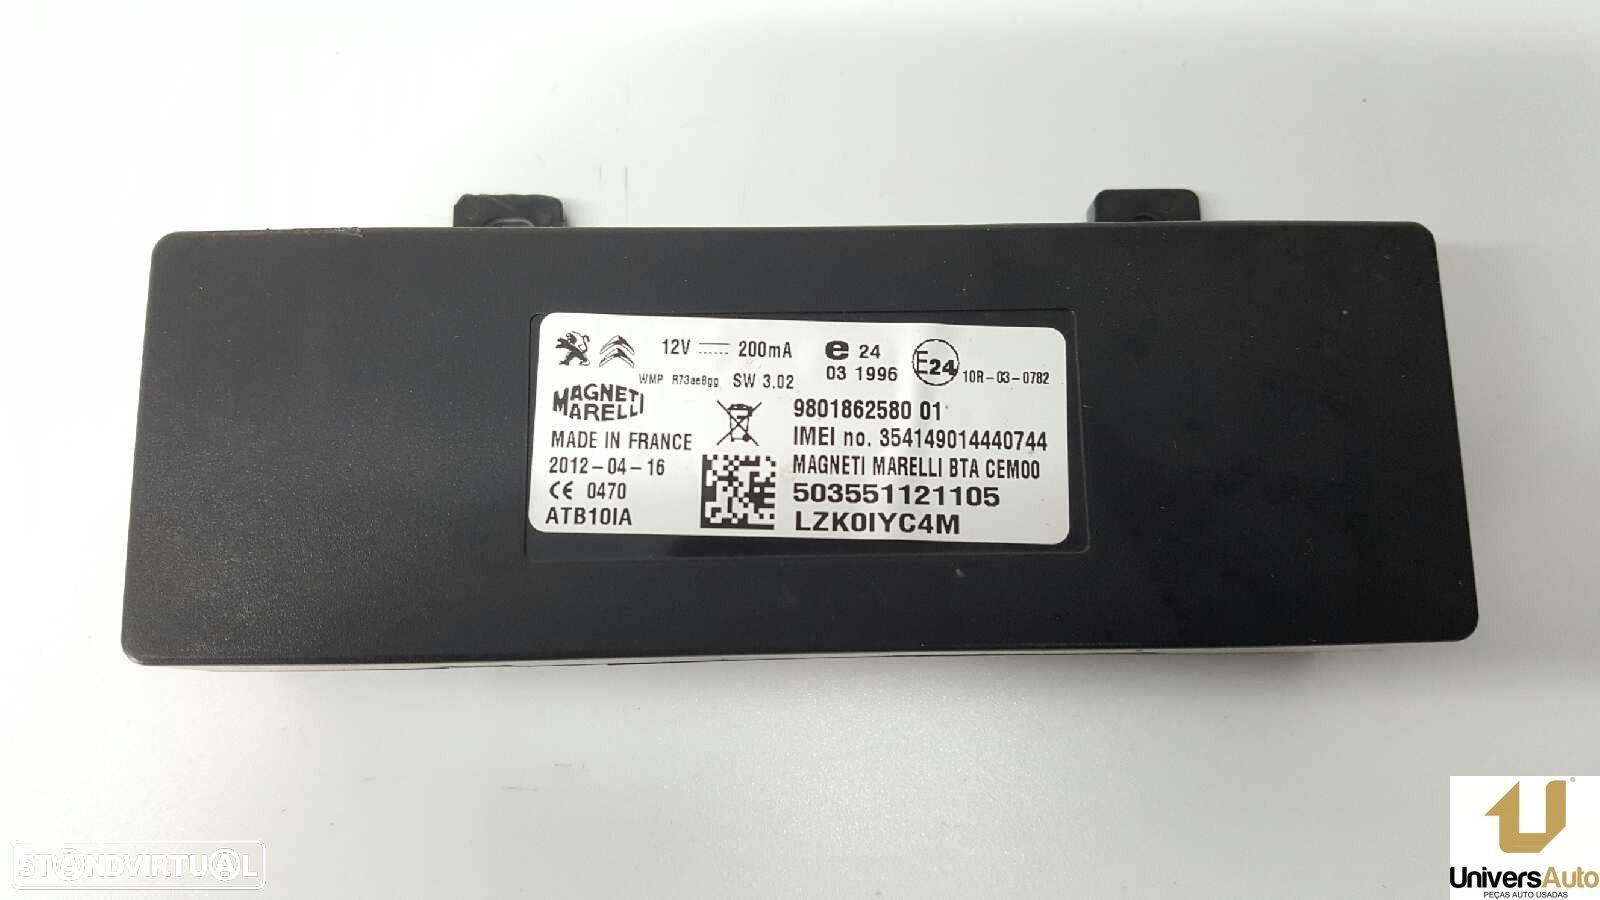 12V 200mA e 24
03 1996 E24 10R-03-0782
WMP R73ae8gg SW 3.02
MAGNETI
MARELLI
9801862580 01
IMEI no. 354149014440744
MADE IN FRANCE
MAGNETI MARELLI BTA CEM00
2012-04-16
503551121105
CE 0470
LZK0IYC4M
ATB10IA
STANDVIRTUAL
UniversAuto
PEÇAS AUTO USADAS